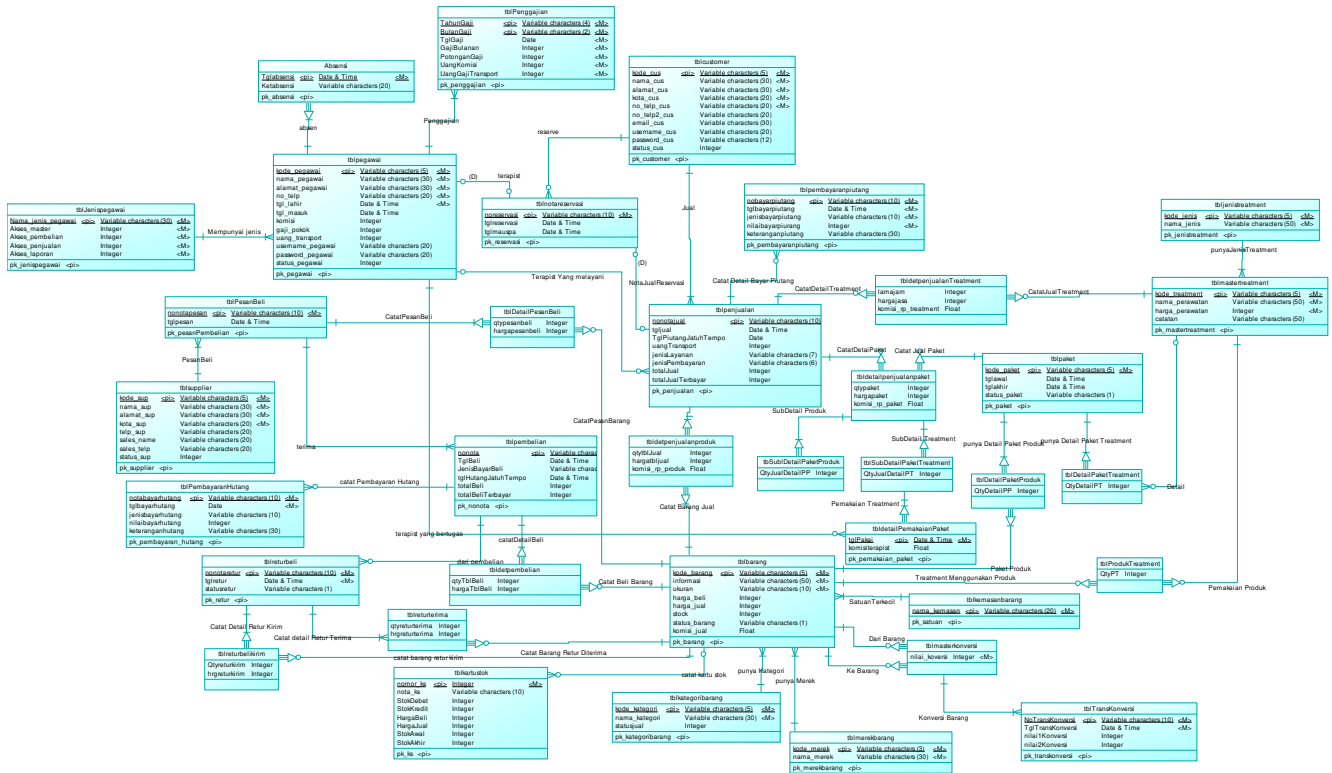 tblPenggajian
TahunGaji <pi> Variable characters (4) <M>
BulanGaji <pi> Variable characters (2) <M>
TglGaji Date <M>
GajiBulanan Integer <M>
PotonganGaji Integer <M>
UangKomisi Integer <M>
UangGajiTransport Integer <M>
pk_penggajian <pi>
Absensi
Tglabsensi <pi> Date & Time <M>
Ketabsensi Variable characters (20)
pk_absensi <pi>
absen
Penggajian
tblcustomer
kode_cus <pi> Variable characters (5) <M>
nama_cus Variable characters (30) <M>
alamat_cus Variable characters (30) <M>
kota_cus Variable characters (20) <M>
no_telp_cus Variable characters (20) <M>
no_telp2_cus Variable characters (20)
email_cus Variable characters (30)
username_cus Variable characters (20)
password_cus Variable characters (12)
status_cus Integer
pk_customer <pi>
reserve
tblpegawai
kode_pegawai <pi> Variable characters (5) <M>
nama_pegawai Variable characters (30) <M>
alamat_pegawai Variable characters (30) <M>
no_telp Variable characters (20) <M>
tgl_lahir Date & Time <M>
tgl_masuk Date & Time
komisi Integer
gaji_pokok Integer
uang_transport Integer
username_pegawai Variable characters (20)
password_pegawai Variable characters (20)
status_pegawai Integer
pk_pegawai <pi>
(D)
terapist
tblnotareservasi
noreservasi <pi> Variable characters (10) <M>
tglreservasi Date & Time
tglmauspa Date & Time
pk_reservasi <pi>
(D)
Jual
NotaJualReservasi
Terapist Yang melayani
tblJenispegawai
Nama_jenis_pegawai <pi> Variable characters (30) <M>
Akses_master Integer <M>
Akses_pembelian Integer <M>
Akses_penjualan Integer <M>
Akses_laporan Integer <M>
pk_jenispegawai <pi>
Mempunyai jenis
tblpembayaranpiutang
nobayarpiutang <pi> Variable characters (10) <M>
tglbayarpiutang Date & Time <M>
jenisbayarpiutang Variable characters (10) <M>
nilaibayarpiutang Integer <M>
keteranganpiutang Variable characters (30)
pk_pembayaranpiutang <pi>
Catat Detail Bayar Piutang
tbljenistreatment
kode_jenis <pi> Variable characters (5) <M>
nama_jenis Variable characters (50) <M>
pk_jenistreatment <pi>
punyaJenisTreatment
tblmastertreatment
kode_treatment <pi> Variable characters (5) <M>
nama_perawatan Variable characters (50) <M>
harga_perawatan Integer <M>
catatan Variable characters (50)
pk_mastertreatment <pi>
CatatDetailTreatment
tbldetpenjualanTreatment
lamajam Integer
hargajasa Integer
komisi_rp_treatment Float
CatatJualTreatment
tblPesanBeli
nonotapesan <pi> Variable characters (10) <M>
tglpesan Date & Time
pk_pesanPembelian <pi>
CatatPesanBeli
tblDetailPesanBeli
qtypesanbeli Integer
hargapesanbeli Integer
PesanBeli
tblpenjualan
nonotajual <pi> Variable characters (10)
tgljual Date & Time
TglPiutangJatuhTempo Date
uangTransport Integer
jenisLayanan Variable characters (7)
jenisPembayaran Variable characters (6)
totalJual Integer
totalJualTerbayar Integer
pk_penjualan <pi>
CatatDetailPaket
Catat Jual Paket
tbldetailpenjualanpaket
qtypaket Integer
hargapaket Integer
komisi_rp_paket Float
tblpaket
kode_paket <pi> Variable characters (5) <M>
tglawal Date & Time
tglakhir Date & Time
status_paket Variable characters (1)
pk_paket <pi>
tblsupplier
kode_sup <pi> Variable characters (5) <M>
nama_sup Variable characters (30) <M>
alamat_sup Variable characters (30) <M>
kota_sup Variable characters (20) <M>
telp_sup Variable characters (20)
sales_name Variable characters (20)
sales_telp Variable characters (20)
status_sup Integer
pk_supplier <pi>
terima
CatatPesanBarang
SubDetail Produk
SubDetail Treatment
punya Detail Paket Produk
punya Detail Paket Treatment
tblpembelian
nonota <pi> Variable charac
TglBeli Date & Time
JenisBayarBeli Variable charac
tglHutangJatuhTempo Date & Time
totalBeli Integer
totalBeliTerbayar Integer
pk_nonota <pi>
tbldetpenjualanproduk
qtytblJual Integer
hargatbljual Integer
komisi_rp_produk Float
tbSublDetailPaketProduk
QtyJualDetailPP Integer
tblSubDetailPaketTreatment
QtyJualDetailPT Integer
tblDetailPaketProduk
QtyDetailPP Integer
tblDetailPaketTreatment
QtyDetailPT Integer
Detail
tblPembayaranHutang
notabayarhutang <pi> Variable characters (10) <M>
tglbayarhutang Date <M>
jenisbayarhutang Variable characters (10)
nilaibayarhutang Integer
keteranganhutang Variable characters (30)
pk_pembayaran_hutang <pi>
catat Pembayaran Hutang
Catat Barang Jual
Pemakaian Treatment
terapist yang bertugas
catatDetailBeli
tbldetailPemakaianPaket
tglPakai <pi> Date & Time <M>
komisiterapist Float
pk_pemakaian_paket <pi>
tblreturbeli
nonotaretur <pi> Variable characters (10) <M>
tglretur Date & Time <M>
statusretur Variable characters (1)
pk_retur <pi>
dari pembelian
tbldetpembelian
qtyTblBeli Integer
hargaTblBeli Integer
Catat Beli Barang
tblbarang
kode_barang <pi> Variable characters (5) <M>
informasi Variable characters (50) <M>
ukuran Variable characters (10) <M>
harga_beli Integer
harga_jual Integer
stock Integer
status_barang Variable characters (1)
komisi_jual Float
pk_barang <pi>
Paket Produk
Treatment Menggunakan Produk
tblProdukTreatment
QtyPT Integer
Pemakaian Produk
SatuanTerkecil
tblkemasanbarang
nama_kemasan <pi> Variable characters (20) <M>
pk_satuan <pi>
Catat Detail Retur Kirim
Catat detail Retur Terima
tblreturterima
qtyreturterima Integer
hrgreturterima Integer
Catat Barang Retur Diterima
catat barang retur kirim
tblreturbelikirim
Qtyreturkirim Integer
hrgreturkirim Integer
Dari Barang
Ke Barang
tblmasterkonversi
nilai_koversi Integer <M>
catat kartu stok
punya Kategori
punya Merek
tblkartustok
nomor_ks <pi> Integer <M>
nota_ks Variable characters (10)
StokDebet Integer
StokKredit Integer
HargaBeli Integer
HargaJual Integer
StokAwal Integer
StokAkhir Integer
pk_ks <pi>
tblkategoribarang
kode_kategori <pi> Variable characters (5) <M>
nama_kategori Variable characters (30) <M>
statusjual Integer
pk_kategoribarang <pi>
tblmerekbarang
kode_merek <pi> Variable characters (3) <M>
nama_merek Variable characters (30) <M>
pk_merekbarang <pi>
Konversi Barang
tblTransKonversi
NoTransKonversi <pi> Variable characters (10) <M>
TglTransKonversi Date & Time <M>
nilai1Konversi Integer
nilai2Konversi Integer
pk_transkonversi <pi>